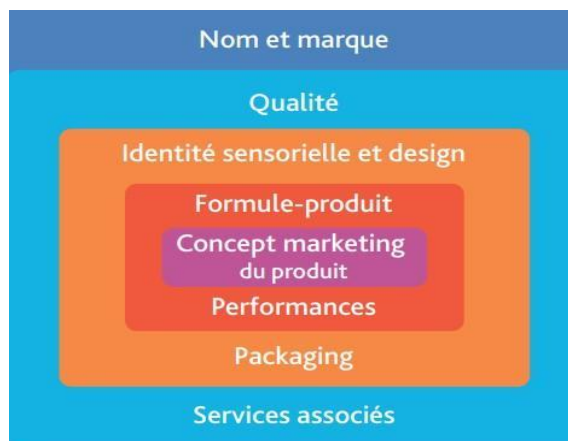 Nom et marque
Qualité
Identité sensorielle et design
Formule-produit
Concept marketing
du produit
Performances
Packaging
Services associés